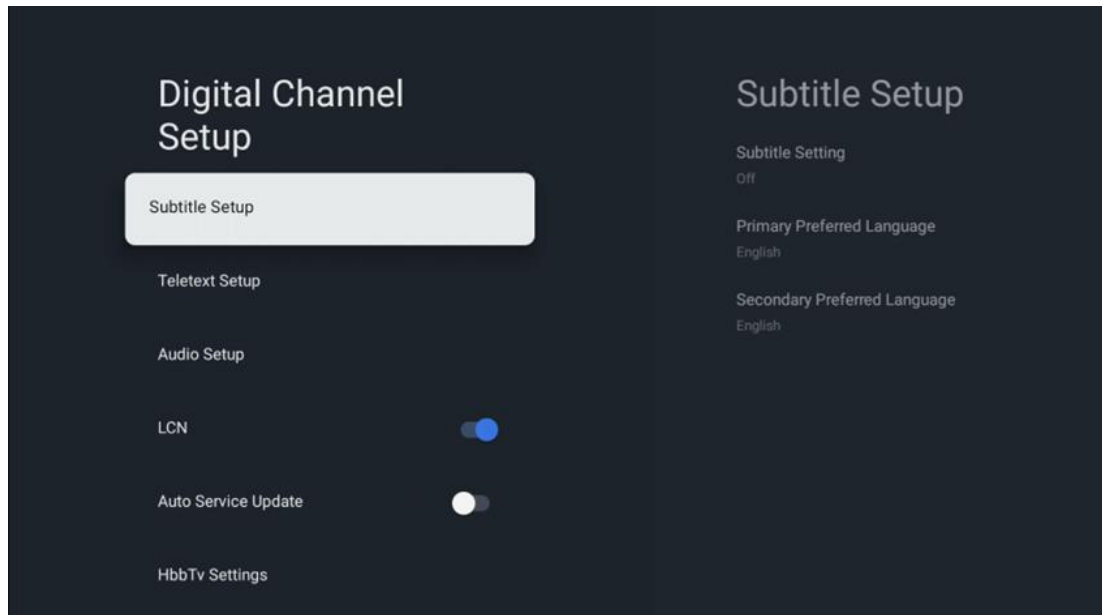 Digital Channel
Setup
Subtitle Setup
Teletext Setup
Audio Setup
LCN
Auto Service Update
HbbTv Settings
Subtitle Setup
Subtitle Setting
Off
Primary Preferred Language
English
Secondary Preferred Language
English